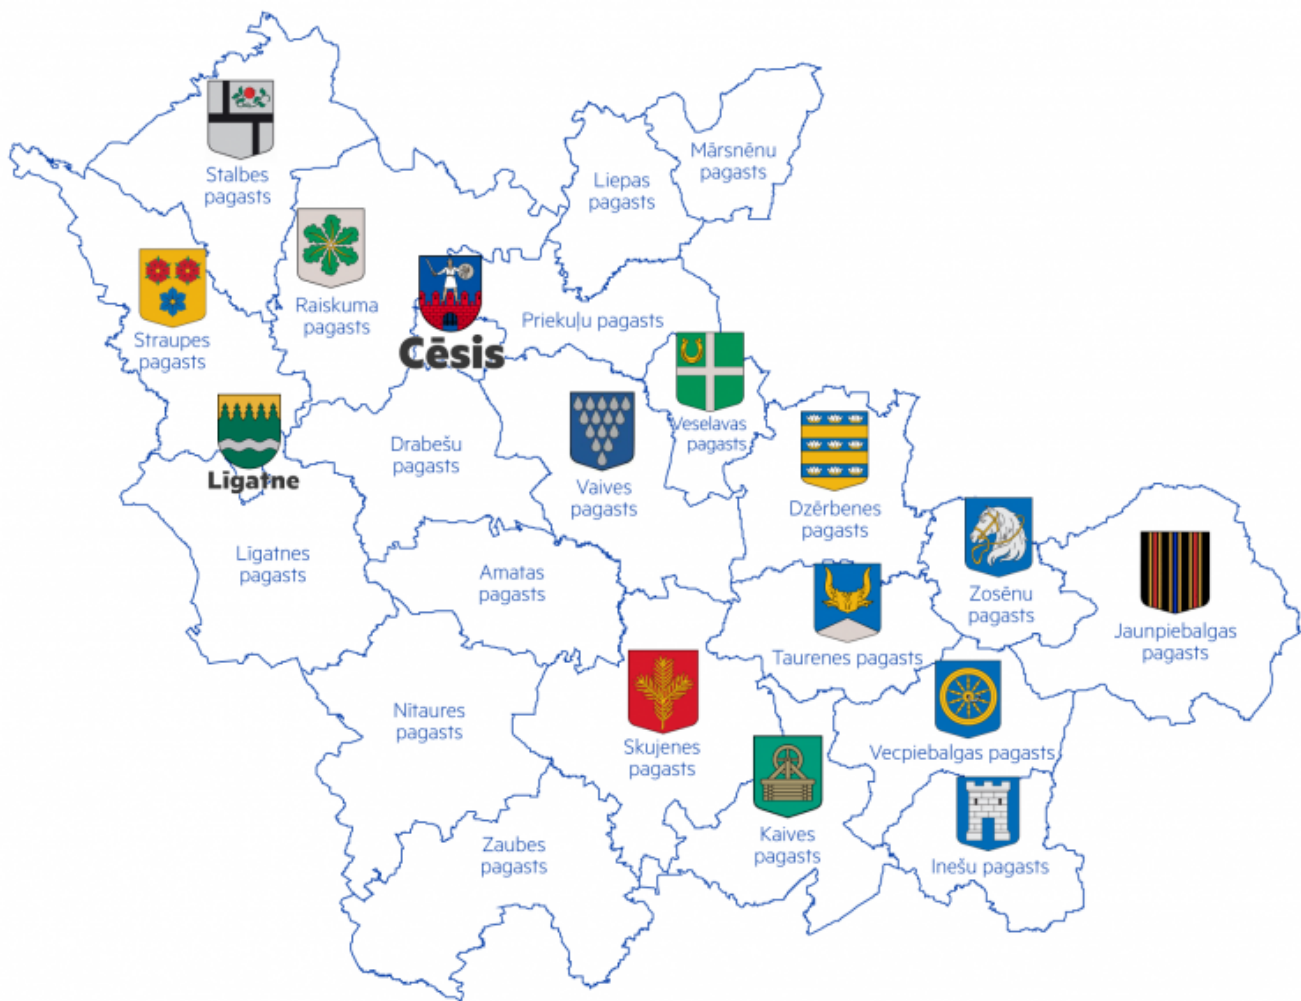 Mārsnēnu
pagasts
Stalbes
pagasts
Liepas
pagasts
Raiskuma
pagasts
Priekuļu pagasts
Straupes
pagasts
Cēsis
Veselavas
pagasts
Drabešu
pagasts
Līgatne
Vaives
pagasts
Dzērbenes
pagasts
Līgatnes
pagasts
Amatas
pagasts
Zosēnu
pagasts
Jaunpiebalgas
pagasts
Taurenes pagasts
Nītaures
pagasts
Skujenes
pagasts
Vecpiebalgas pagasts
Kaives
pagasts
Zaubes
pagasts
Inešu pagasts